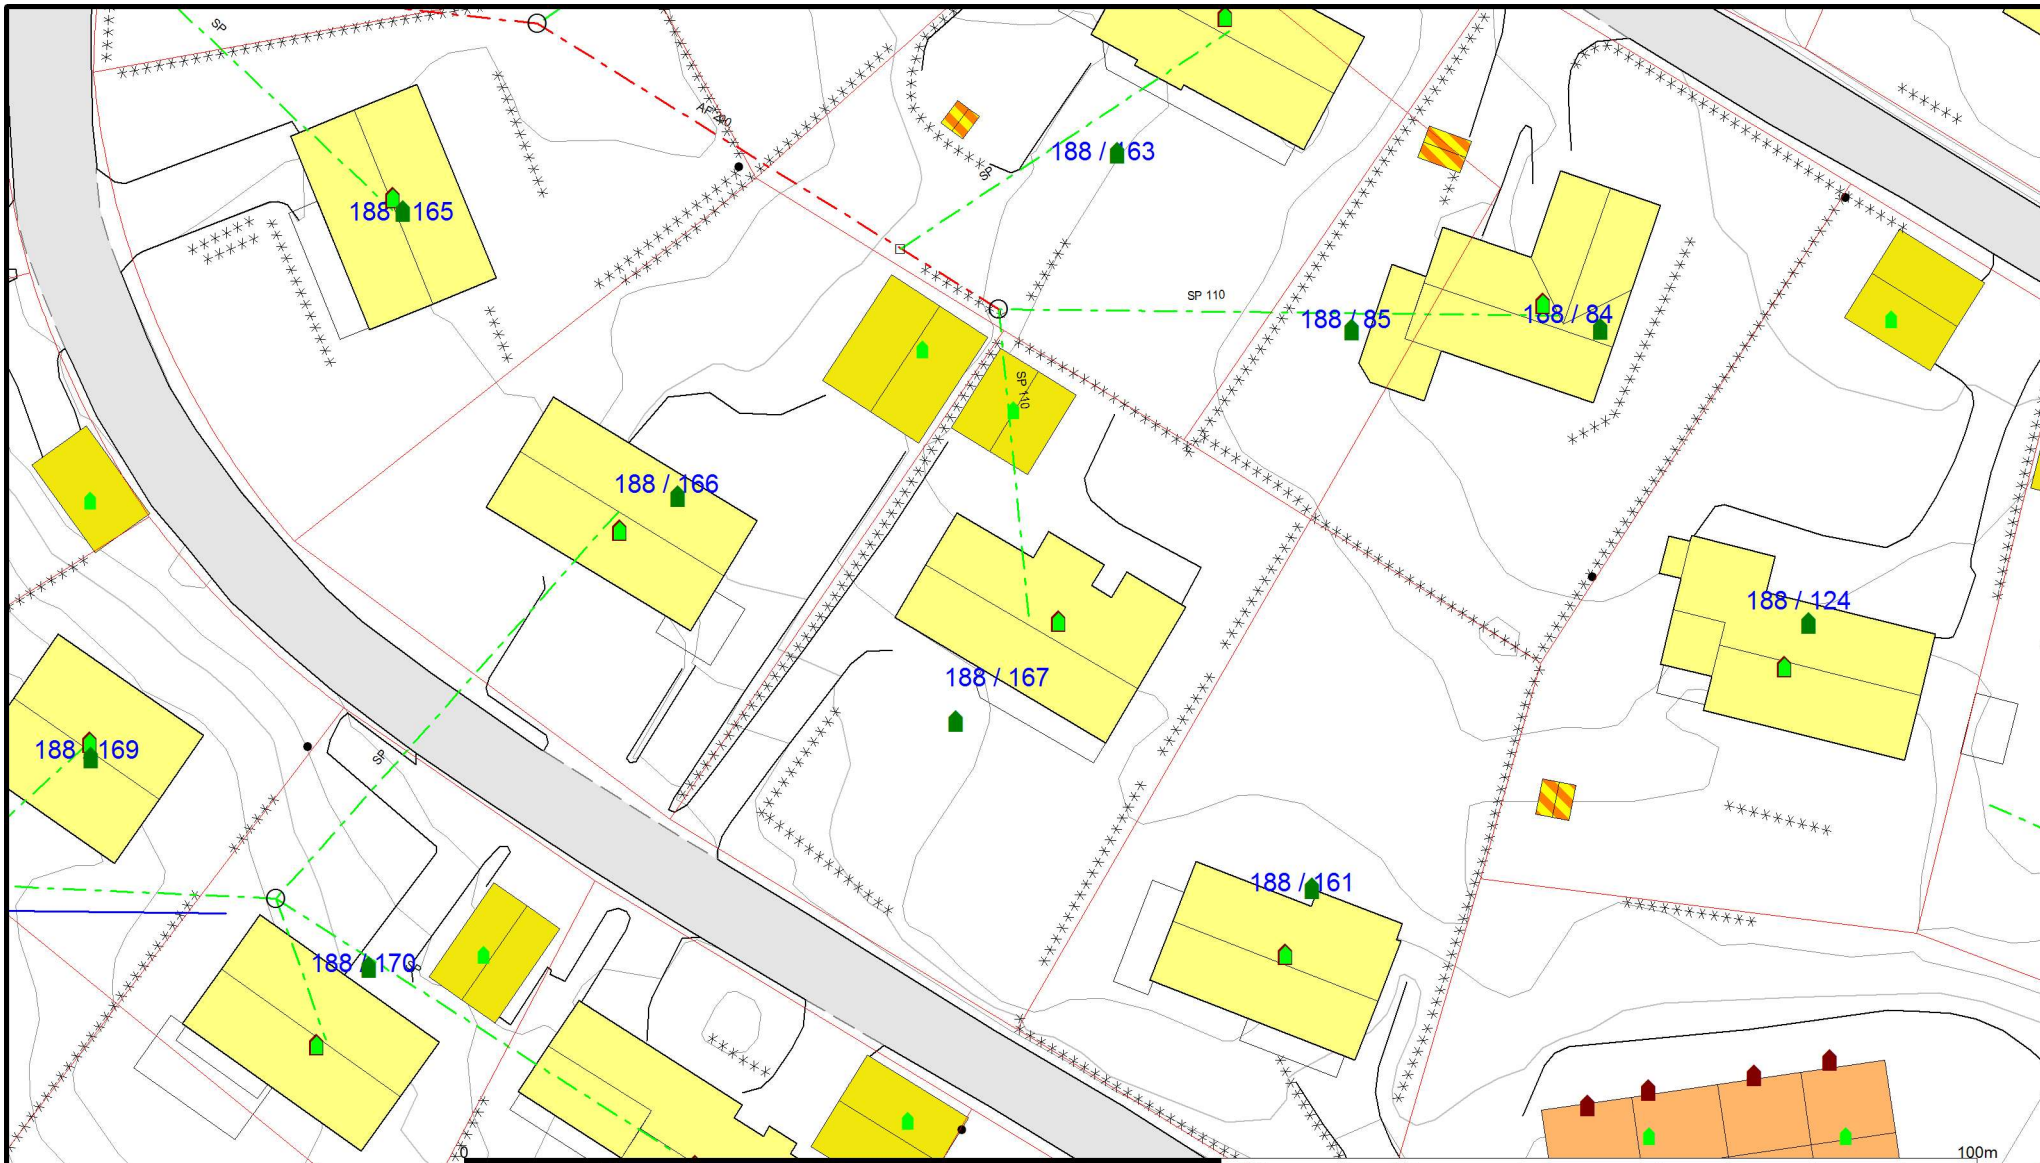 SP
AF 200
188 / 163
SP
188 / 165
SP 110
188 / 85
188 / 84
SP 110
188 / 166
188 / 124
188 / 167
188 / 169
SP
188 / 161
188 / 170
SP
0
100m